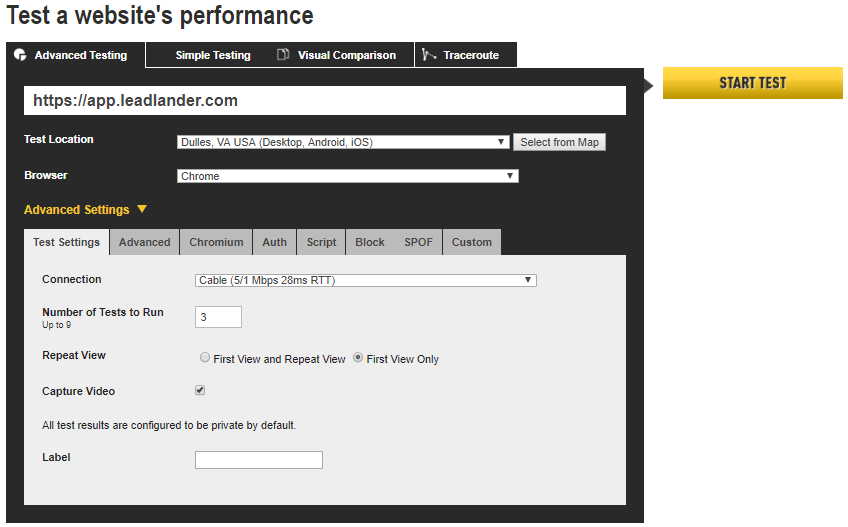 Test a website's performance
Advanced Testing Simple Testing Visual Comparison Traceroute
START TEST
https://app.leadlander.com
Test Location Dulles, VA USA (Desktop, Android, iOS) Select from Map
Browser Chrome
Advanced Settings
Test Settings Advanced Chromium Auth Script Block SPOF Custom
Connection Cable (5/1 Mbps 28ms RTT)
Number of Tests to Run 3
Up to 9
Repeat View First View and Repeat View First View Only
Capture Video
All test results are configured to be private by default.
Label